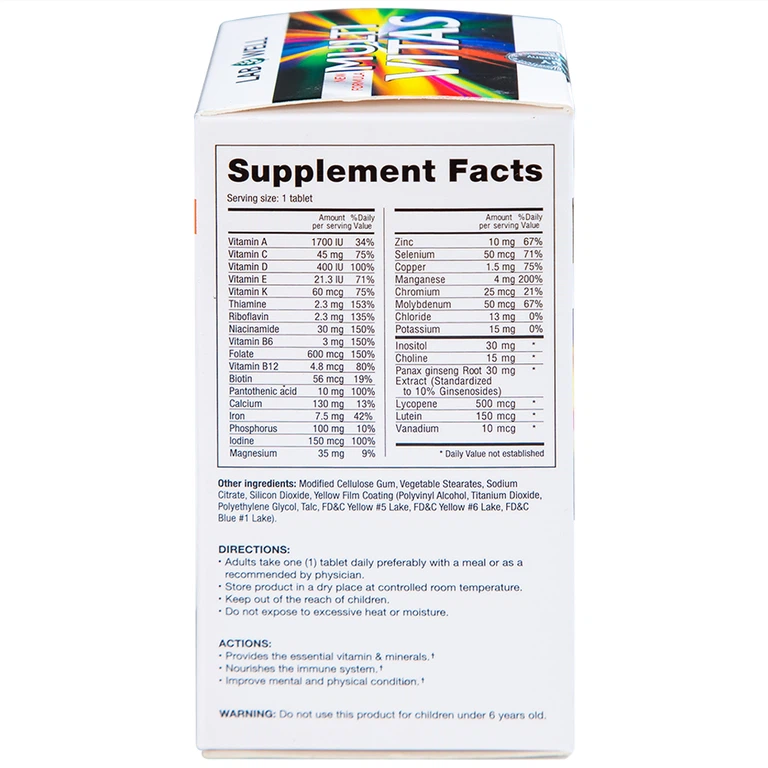 LAB WELL
NEW
FORMULA
MULTI
VITAS
Supplement Facts
Serving size: 1 tablet
Amount per serving %Daily Value
Vitamin A 1700 IU 34%
Vitamin C 45 mg 75%
Vitamin D 400 IU 100%
Vitamin E 21.3 IU 71%
Vitamin K 60 mcg 75%
Thiamine 2.3 mg 153%
Riboflavin 2.3 mg 135%
Niacinamide 30 mg 150%
Vitamin B6 3 mg 150%
Folate 600 mcg 150%
Vitamin B12 4.8 mcg 80%
Biotin 56 mcg 19%
Pantothenic acid 10 mg 100%
Calcium 130 mg 13%
Iron 7.5 mg 42%
Phosphorus 100 mg 10%
Iodine 150 mcg 100%
Magnesium 35 mg 9%
Amount per serving %Daily Value
Zinc 10 mg 67%
Selenium 50 mcg 71%
Copper 1.5 mg 75%
Manganese 4 mg 200%
Chromium 25 mcg 21%
Molybdenum 50 mcg 67%
Chloride 13 mg 0%
Potassium 15 mg 0%
Inositol 30 mg *
Choline 15 mg *
Panax ginseng Root 30 mg *
Extract (Standardized
to 10% Ginsenosides)
Lycopene 500 mcg *
Lutein 150 mcg *
Vanadium 10 mcg *
* Daily Value not established
Other ingredients: Modified Cellulose Gum, Vegetable Stearates, Sodium
Citrate, Silicon Dioxide, Yellow Film Coating (Polyvinyl Alcohol, Titanium Dioxide,
Polyethylene Glycol, Talc, FD&C Yellow #5 Lake, FD&C Yellow #6 Lake, FD&C
Blue #1 Lake).
DIRECTIONS:
• Adults take one (1) tablet daily preferably with a meal or as a
recommended by physician.
• Store product in a dry place at controlled room temperature.
• Keep out of the reach of children.
• Do not expose to excessive heat or moisture.
ACTIONS:
• Provides the essential vitamin & minerals.†
• Nourishes the immune system.†
• Improve mental and physical condition.†
WARNING: Do not use this product for children under 6 years old.